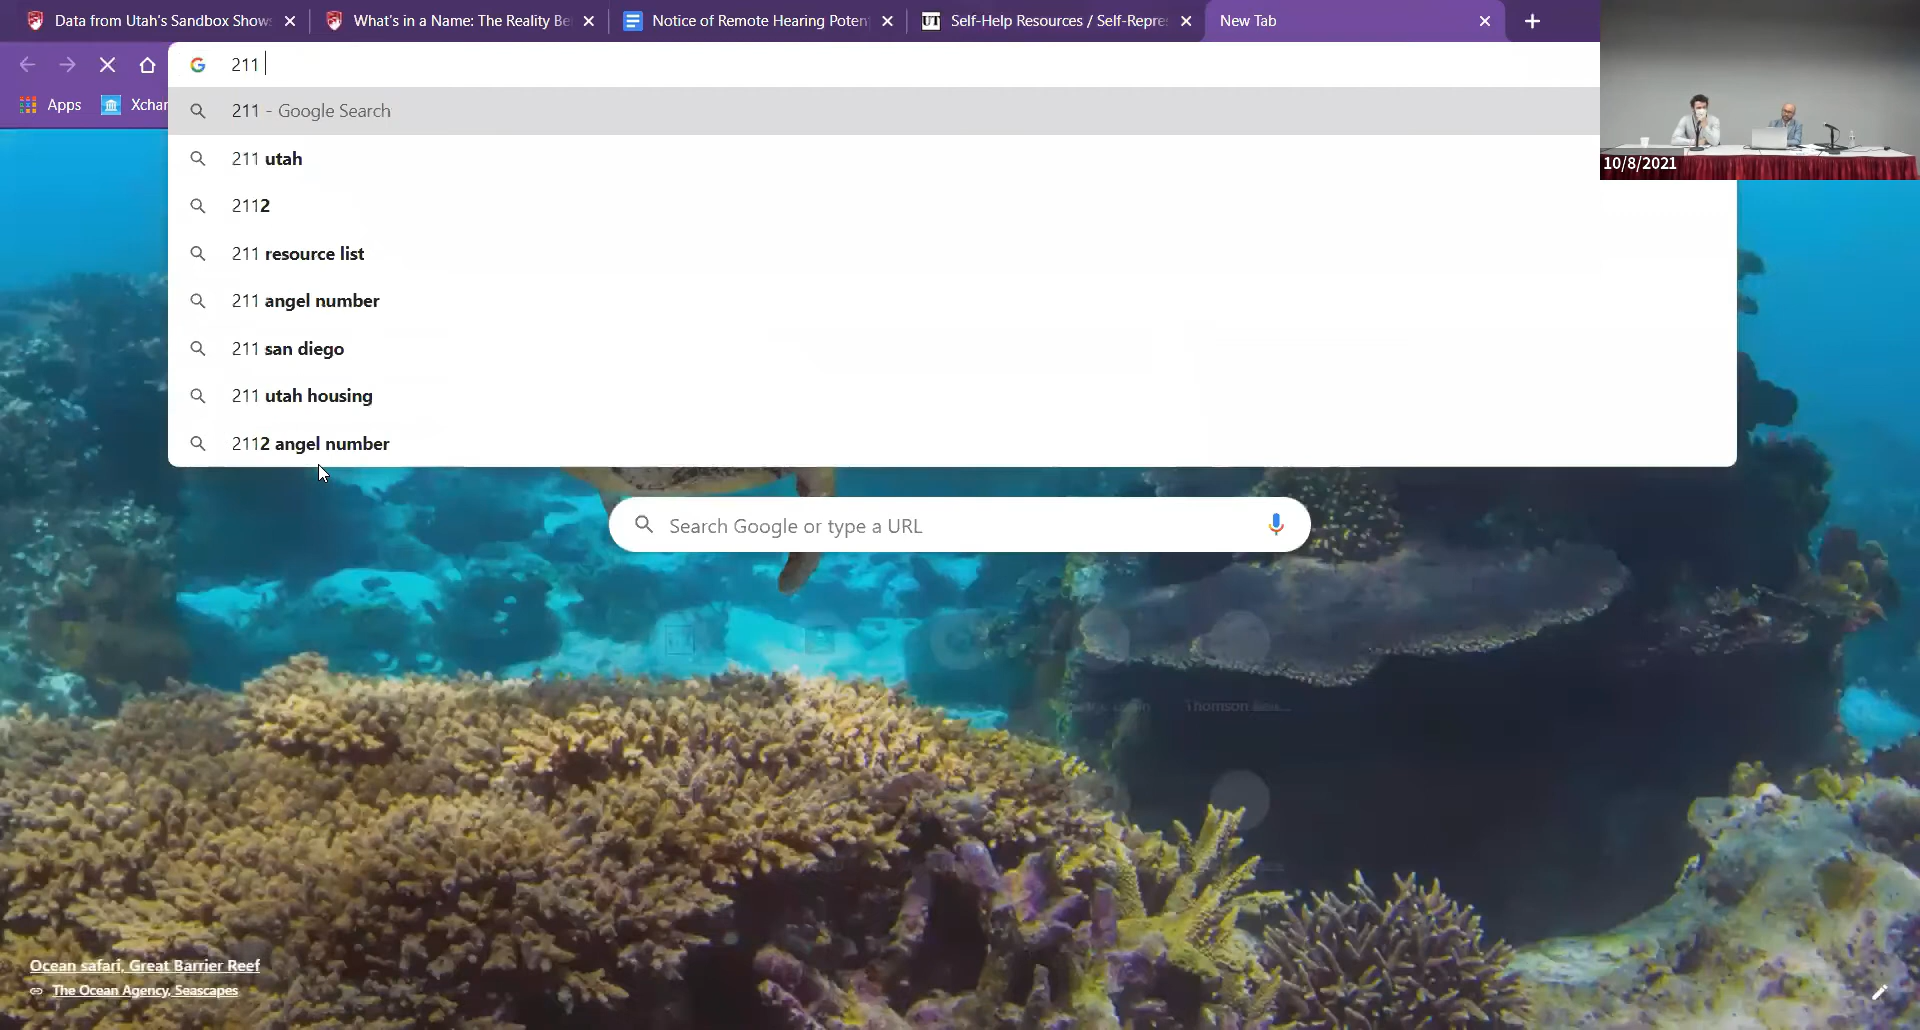 Data from Utah's Sandbox Show
What's in a Name: The Reality Be
Notice of Remote Hearing Poten
Self-Help Resources / Self-Repre
New Tab
211
Apps
Xchar
211 - Google Search
211 utah
2112
211 resource list
211 angel number
211 san diego
211 utah housing
2112 angel number
10/8/2021
Search Google or type a URL
Thomson
Ocean safari, Great Barrier Reef
The Ocean Agency, Seascapes